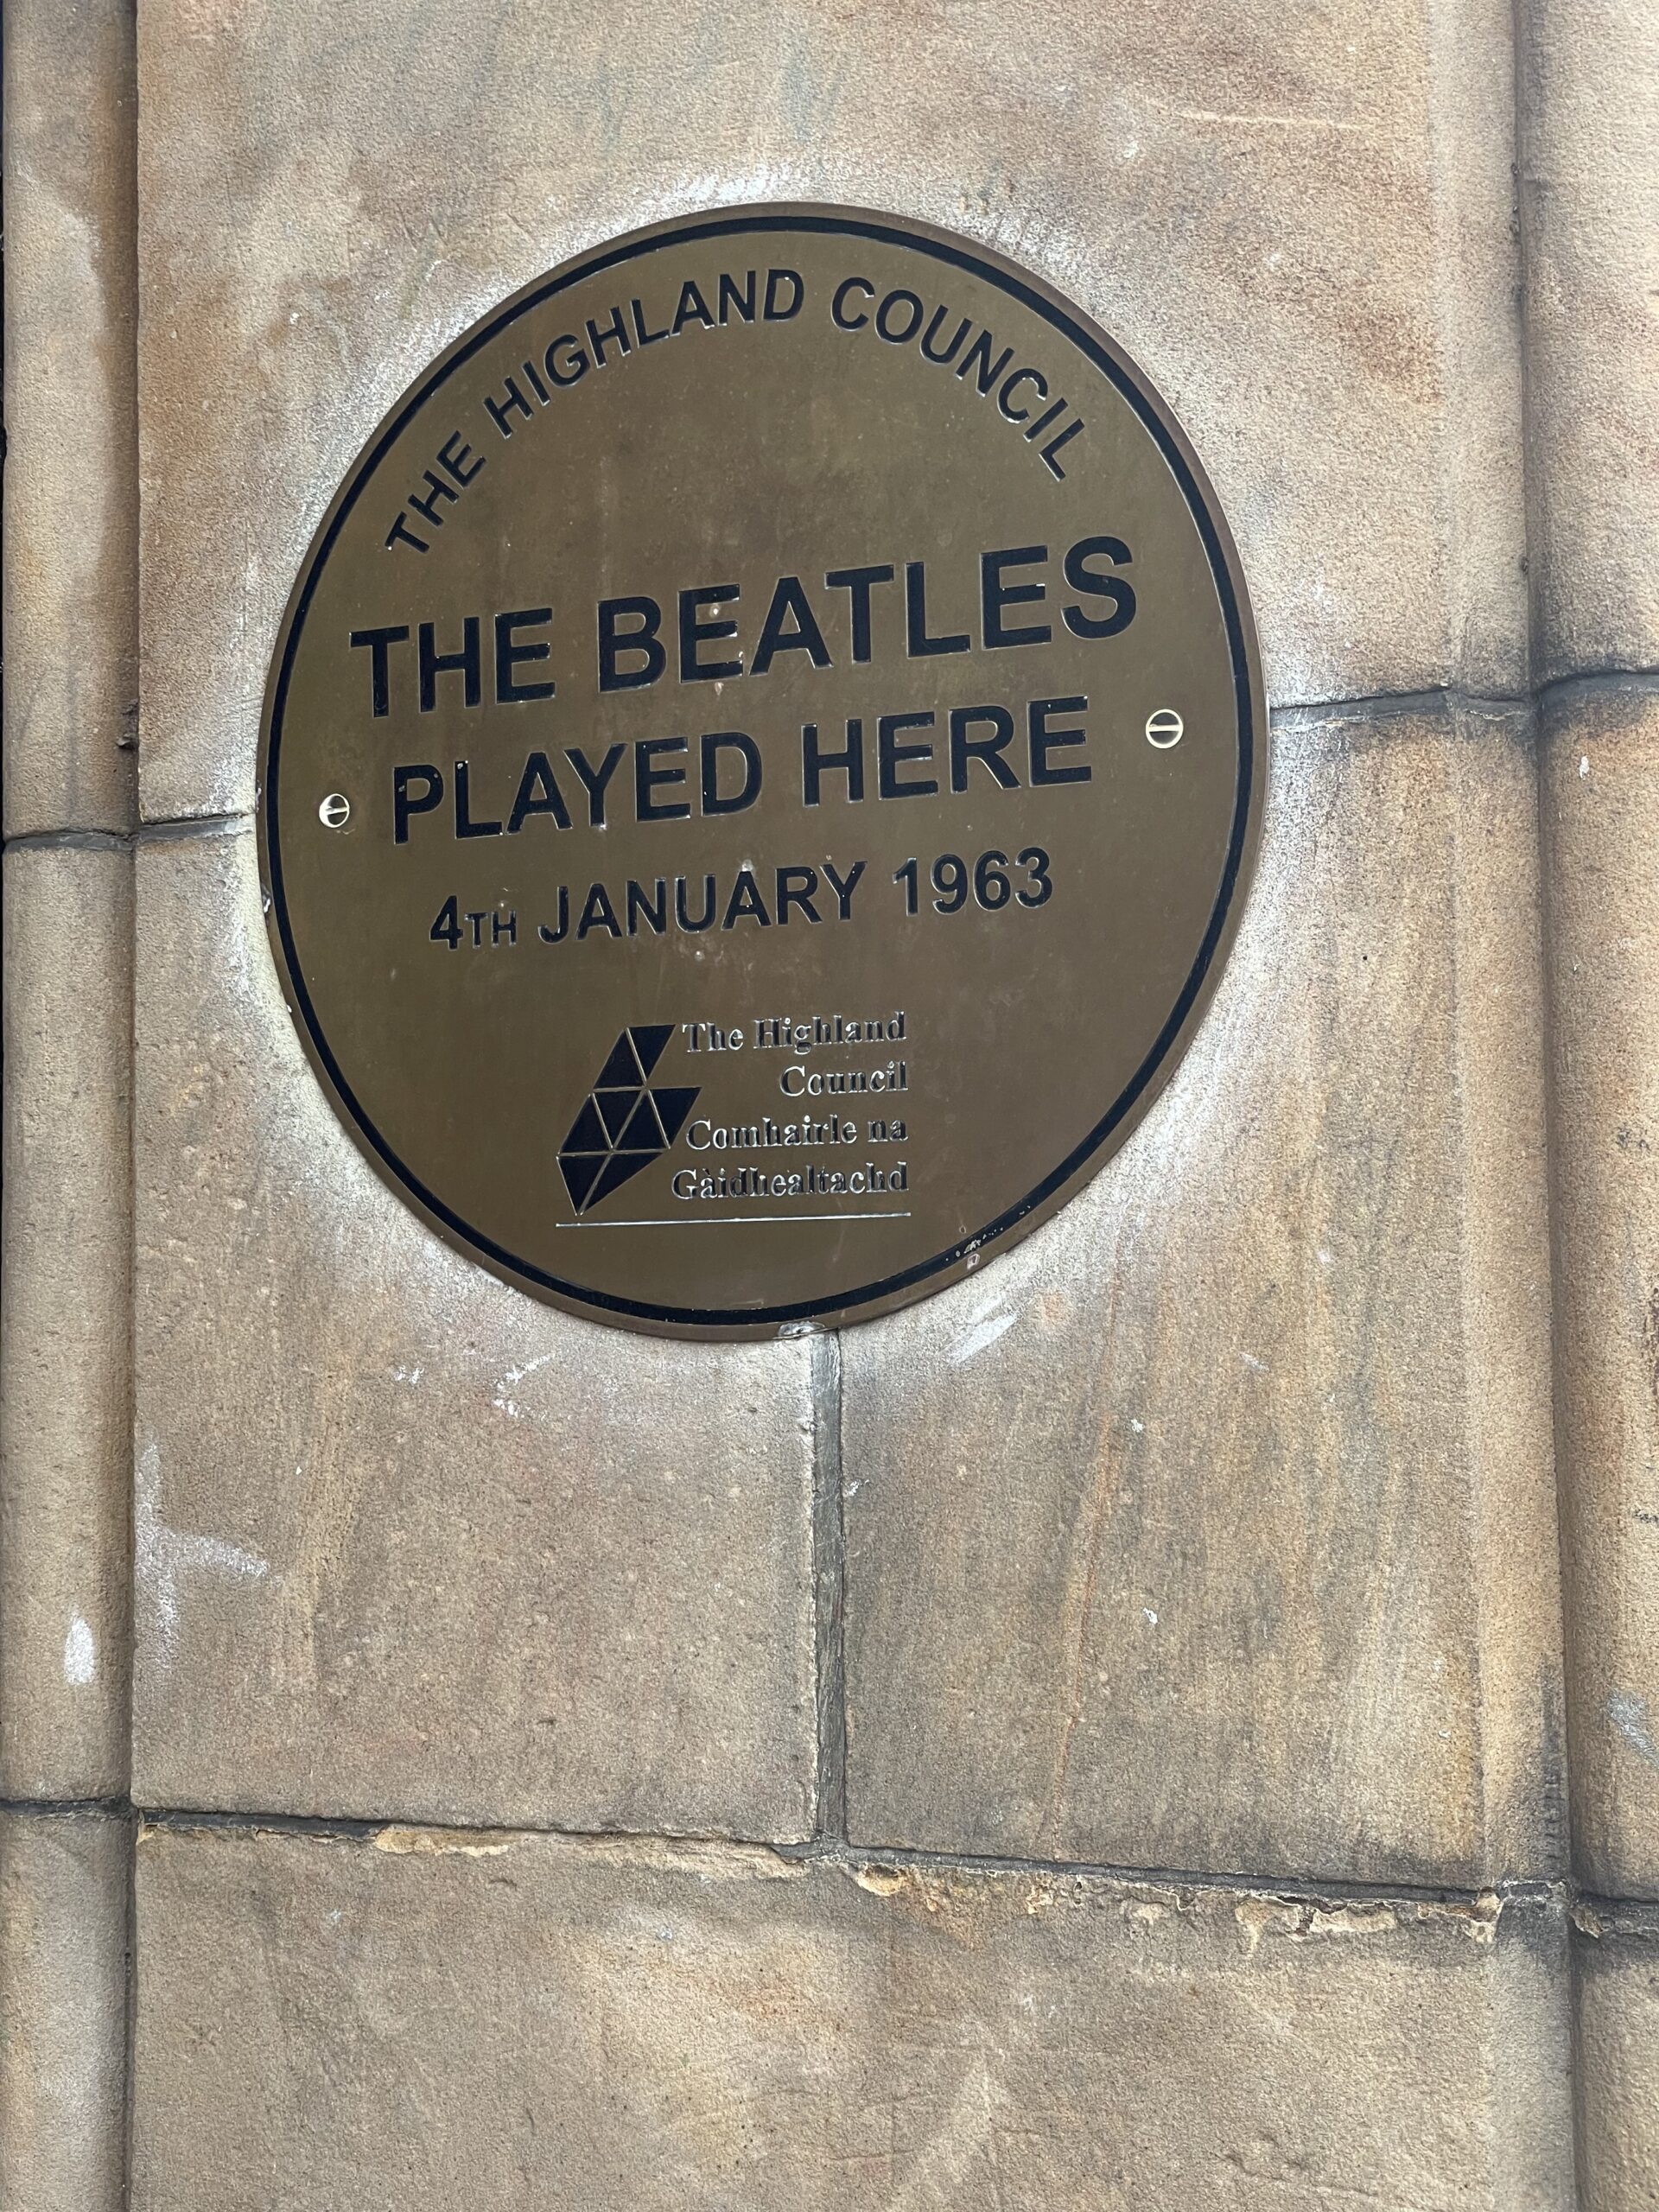 THE HIGHLAND COUNCIL
THE BEATLES
PLAYED HERE
4TH JANUARY 1963
The Highland
Council
Comhairle na
Gàidhealtachd